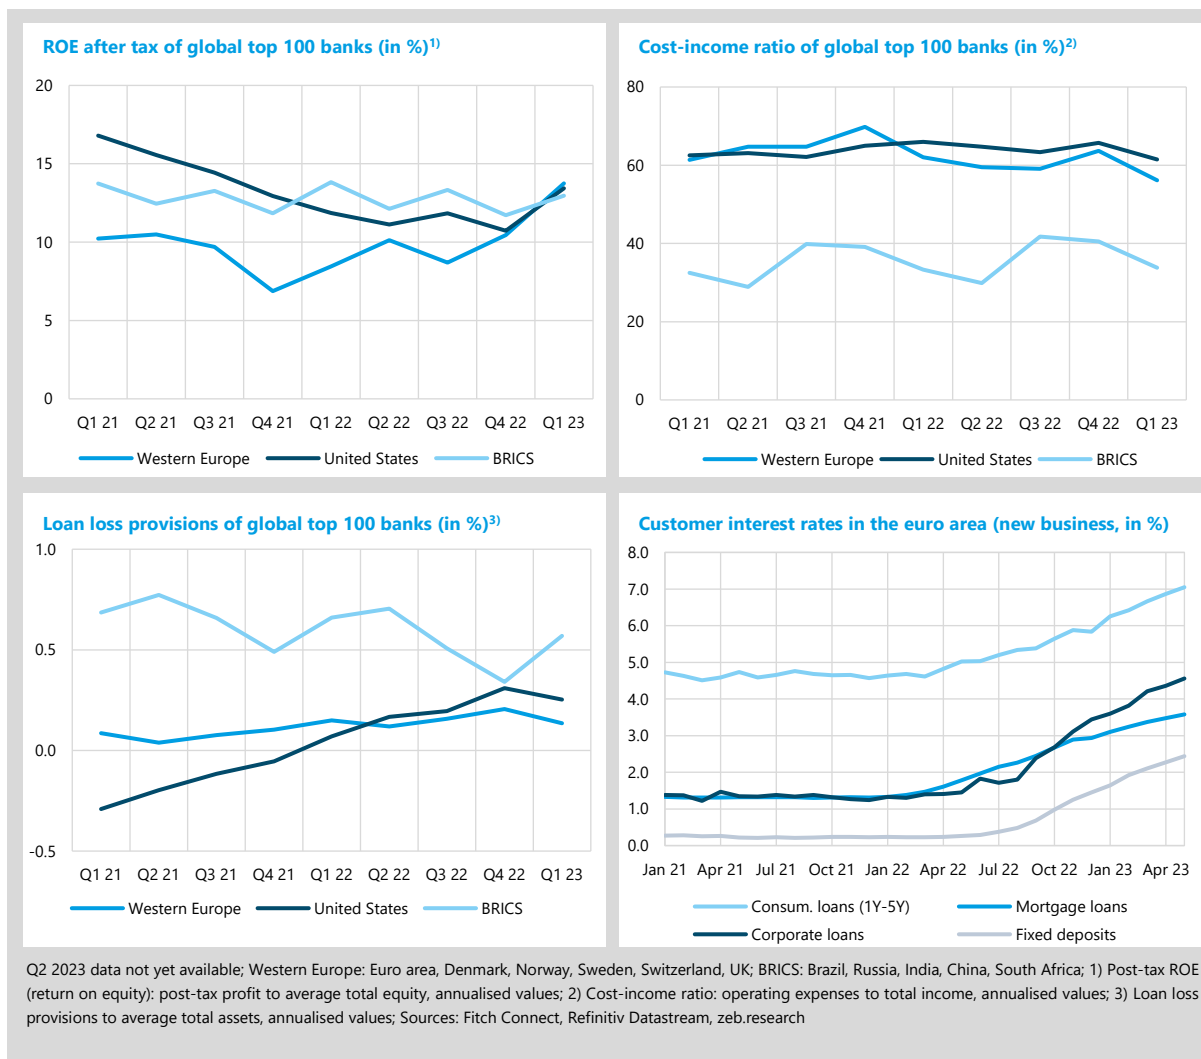 ROE after tax of global top 100 banks (in %)1)
20
15
10
5
0
Q1 21 Q2 21 Q3 21 Q4 21 Q1 22 Q2 22 Q3 22 Q4 22 Q1 23
Western Europe United States BRICS
Cost-income ratio of global top 100 banks (in %)2)
80
60
40
20
0
Q1 21 Q2 21 Q3 21 Q4 21 Q1 22 Q2 22 Q3 22 Q4 22 Q1 23
Western Europe United States BRICS
Loan loss provisions of global top 100 banks (in %)3)
1.0
0.5
0.0
-0.5
Q1 21 Q2 21 Q3 21 Q4 21 Q1 22 Q2 22 Q3 22 Q4 22 Q1 23
Western Europe United States BRICS
Customer interest rates in the euro area (new business, in %)
8.0
7.0
6.0
5.0
4.0
3.0
2.0
1.0
0.0
Jan 21 Apr 21 Jul 21 Oct 21 Jan 22 Apr 22 Jul 22 Oct 22 Jan 23 Apr 23
Consum. loans (1Y-5Y) Mortgage loans
Corporate loans Fixed deposits
Q2 2023 data not yet available; Western Europe: Euro area, Denmark, Norway, Sweden, Switzerland, UK; BRICS: Brazil, Russia, India, China, South Africa; 1) Post-tax ROE
(return on equity): post-tax profit to average total equity, annualised values; 2) Cost-income ratio: operating expenses to total income, annualised values; 3) Loan loss
provisions to average total assets, annualised values; Sources: Fitch Connect, Refinitiv Datastream, zeb.research